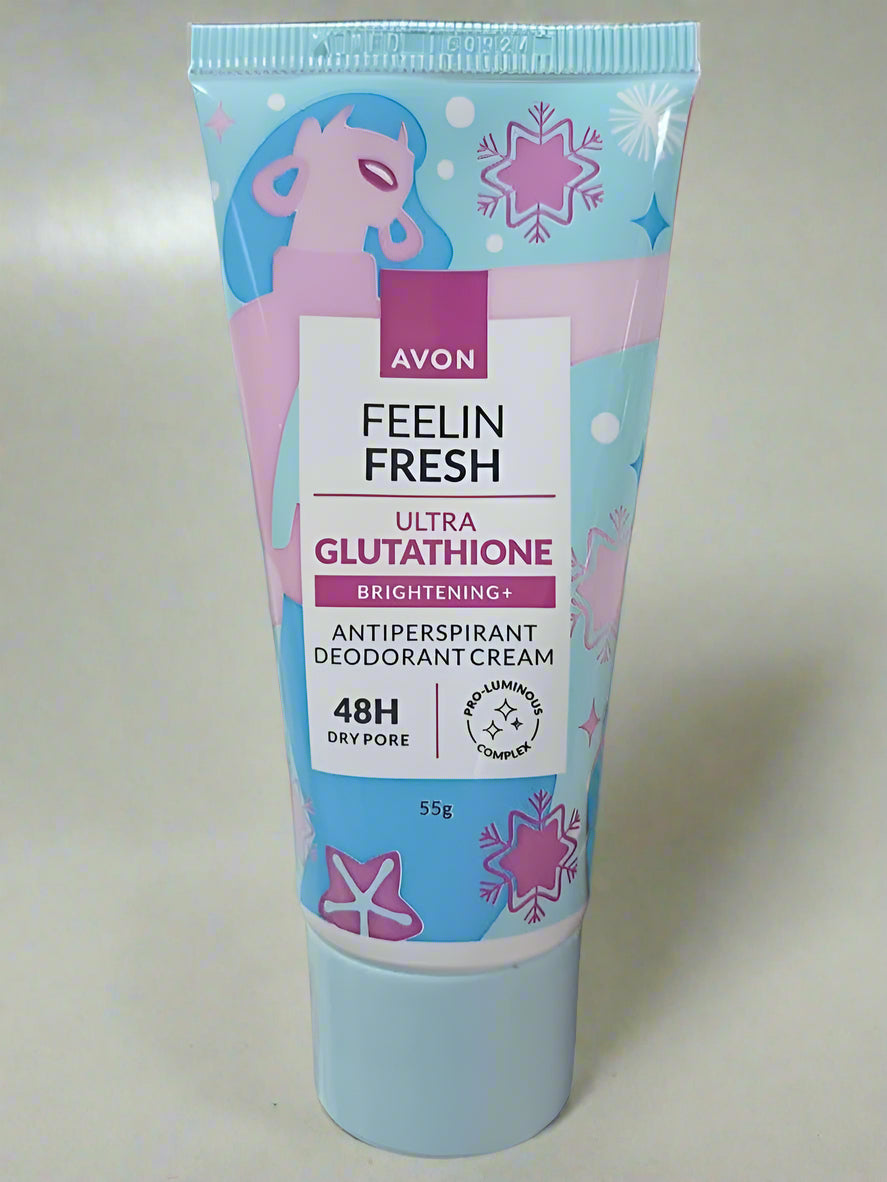 AVON
FEELIN
FRESH
ULTRA
GLUTATHIONE
BRIGHTENING+
ANTIPERSPIRANT
DEODORANT CREAM
48H
DRY PORE
PRO-LUMINOUS
COMPLEX
55g